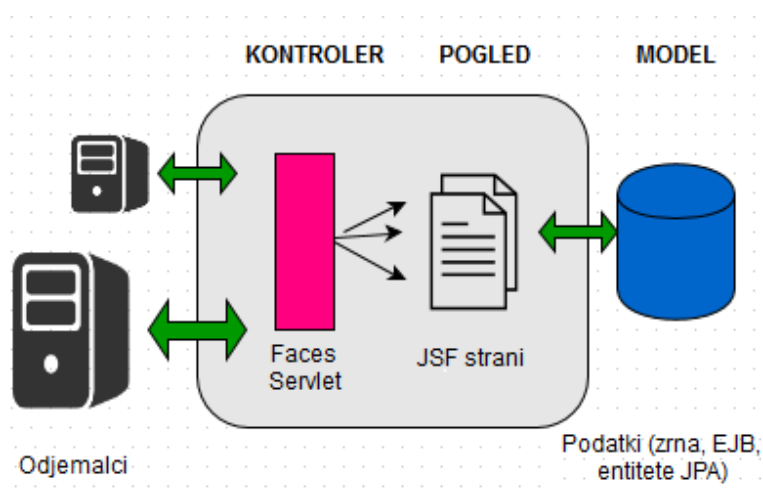 KONTROLER POGLED MODEL
Faces
Servlet
JSF strani
Odjemalci
Podatki (zrna, EJB,
entitete JPA)